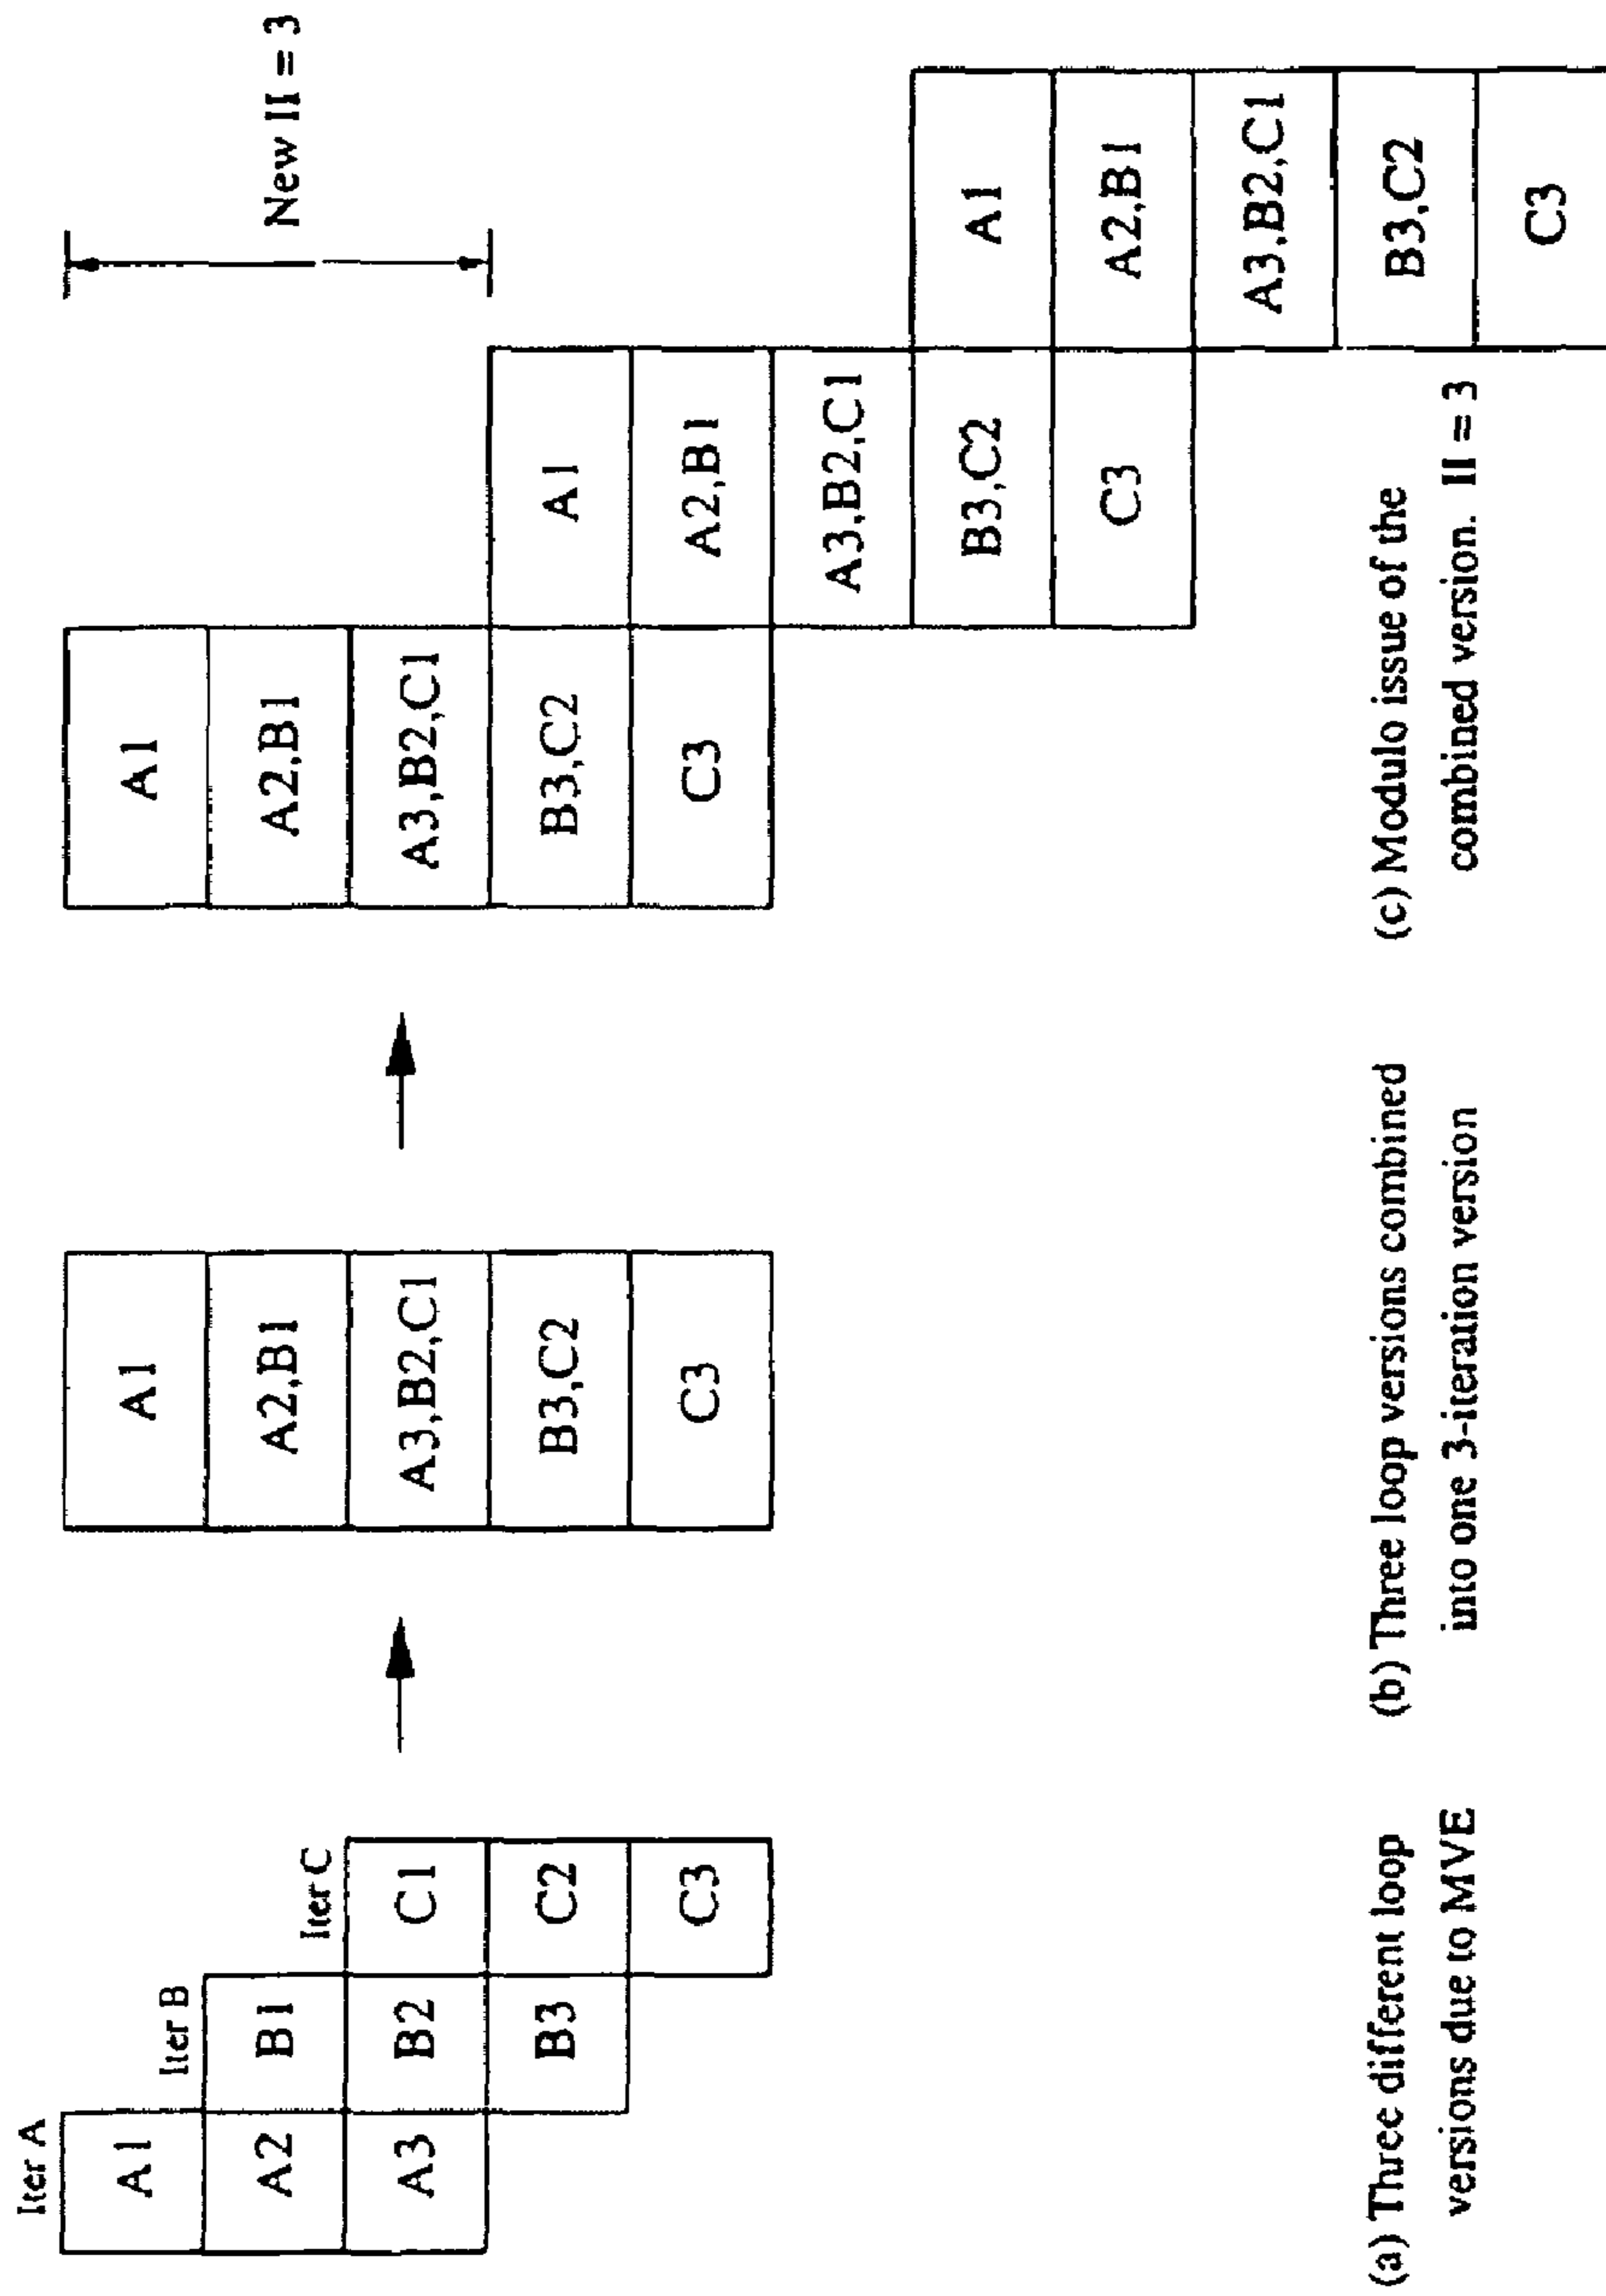 Iter A
A1
A2
A3
Iter B
B1
B2
B3
Iter C
C1
C2
C3
(a) Three different loop
versions due to MVE
A1
A2,B1
A3,B2,C1
B3,C2
C3
(b) Three loop versions combined
into one 3-iteration version
A1
A2,B1
A3,B2,C1
B3,C2
C3
A1
A2,B1
A3,B2,C1
B3,C2
C3
A1
A2,B1
A3,B2,C1
B3,C2
C3
New II = 3
(c) Modulo issue of the
combined version. II = 3